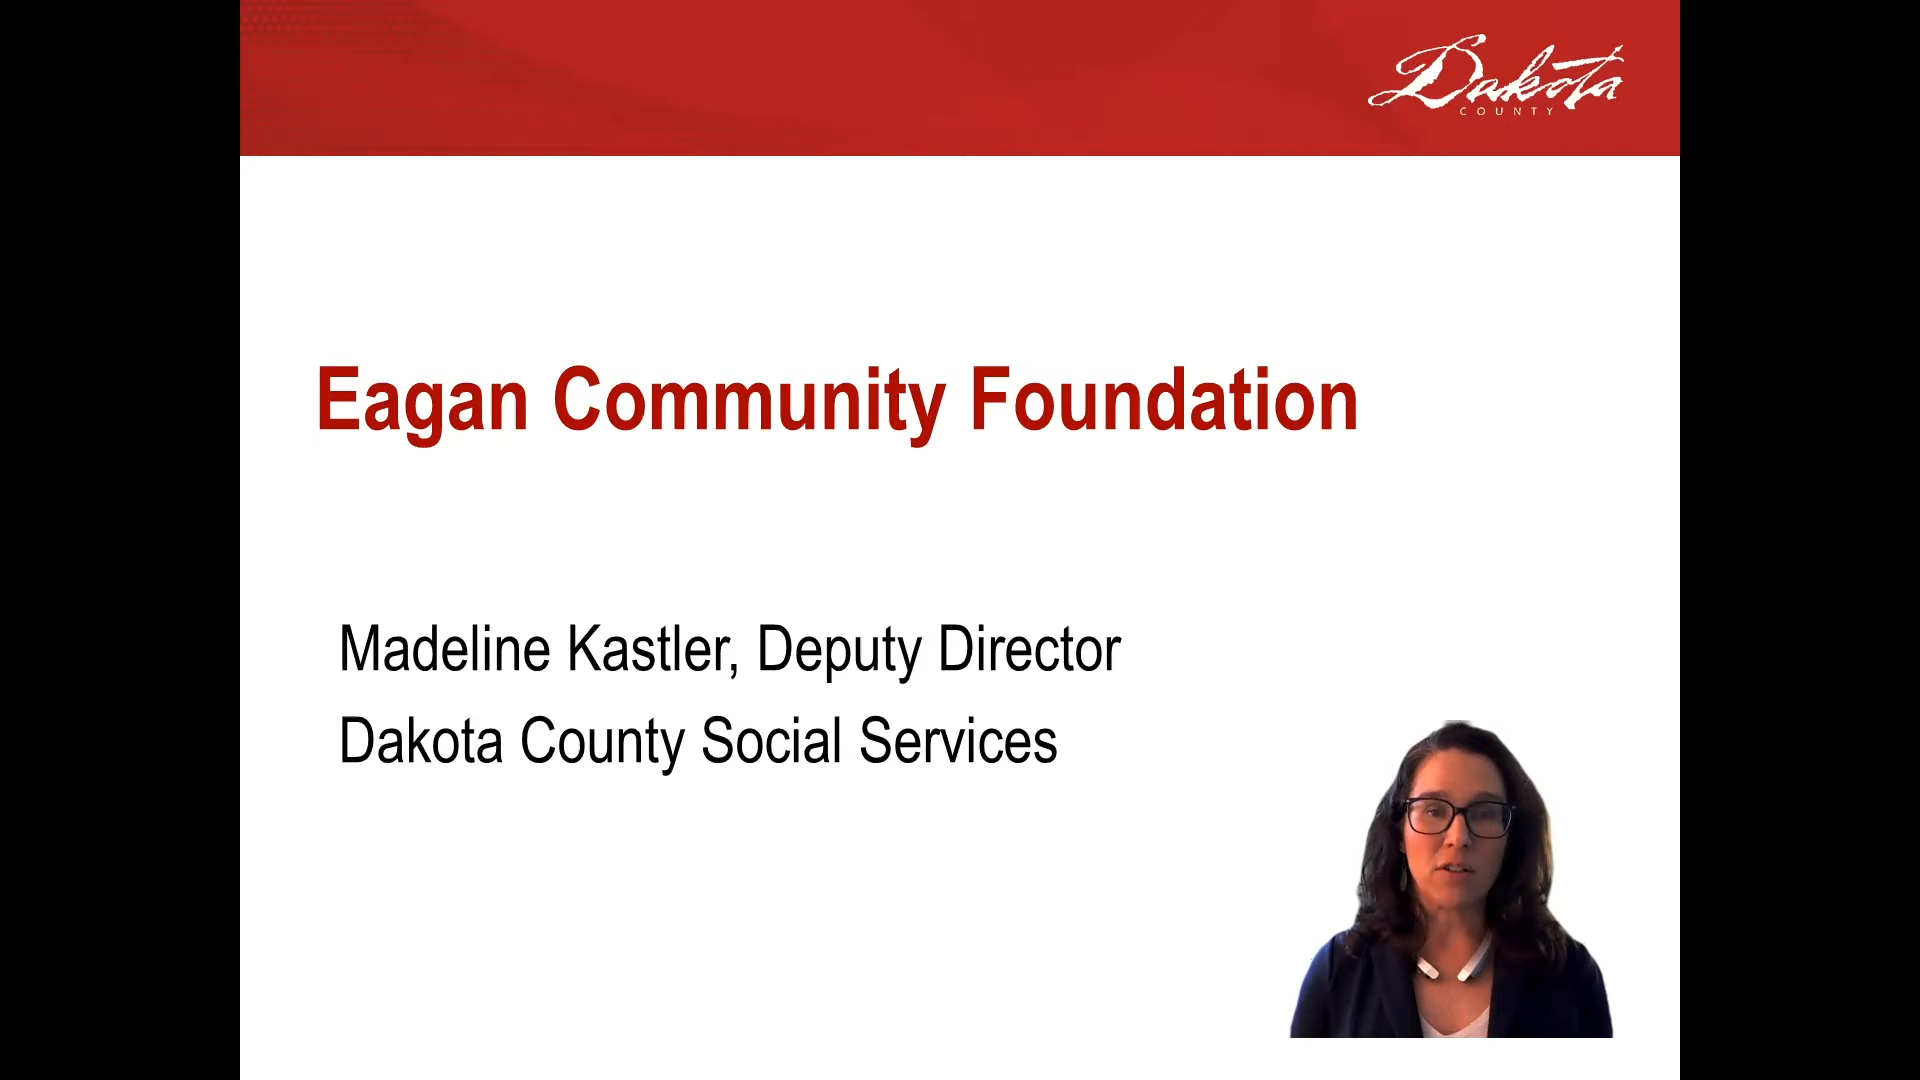 Dakota
COUNTY
Eagan Community Foundation
Madeline Kastler, Deputy Director
Dakota County Social Services